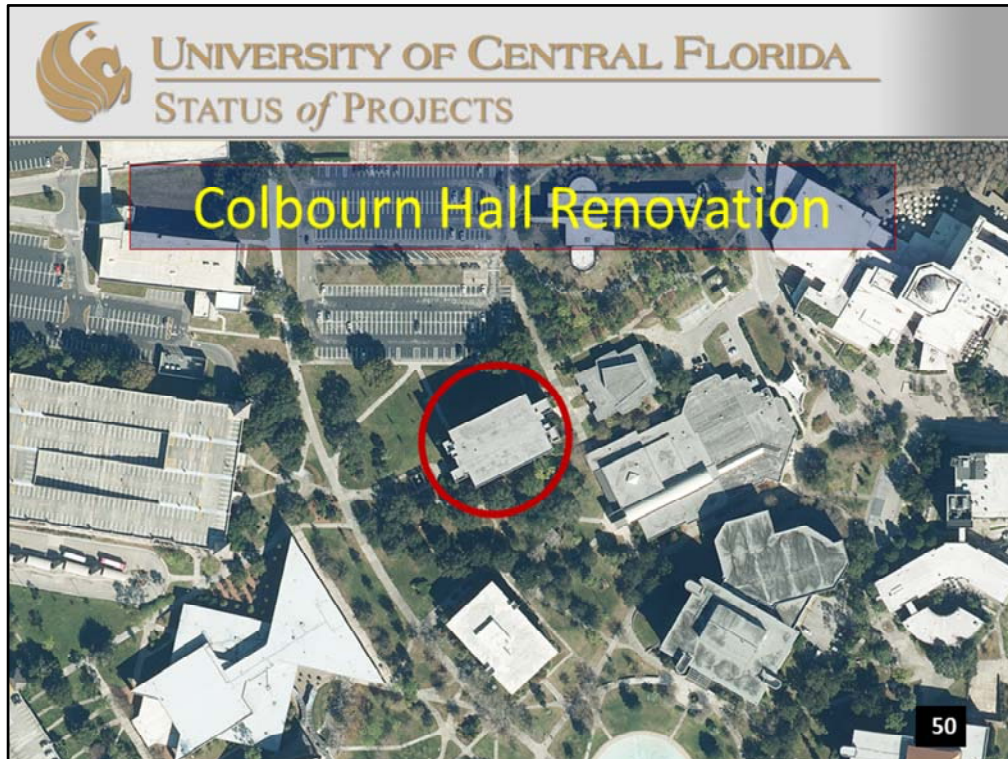 UNIVERSITY OF CENTRAL FLORIDA
STATUS of PROJECTS
Colbourn Hall Renovation
50